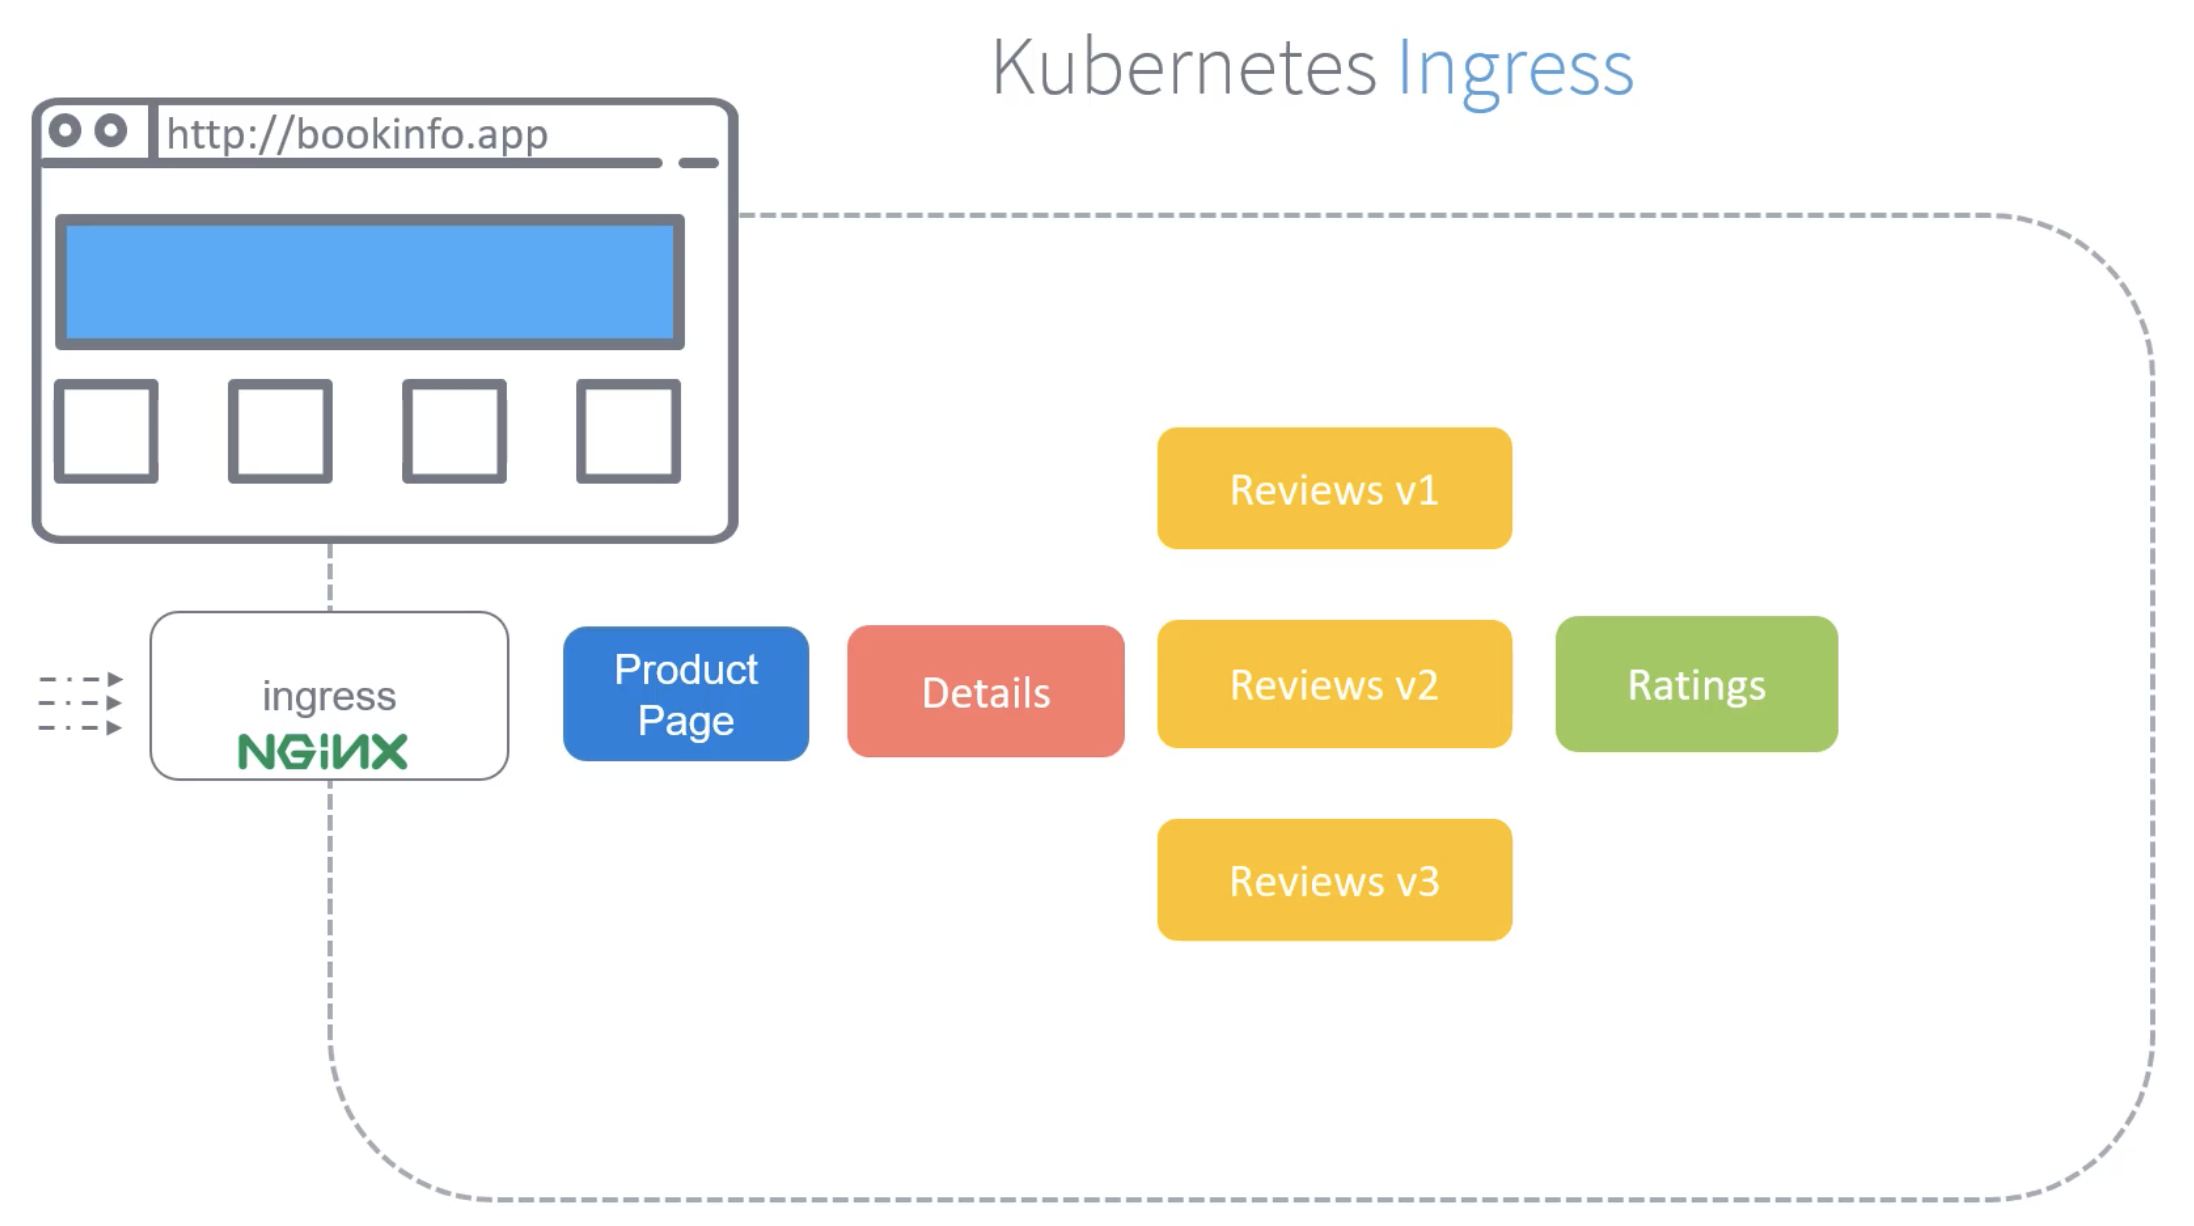 Kubernetes Ingress
http://bookinfo.app
Reviews v1
ingress
NGINX
Product
Page
Details
Reviews v2
Ratings
Reviews v3